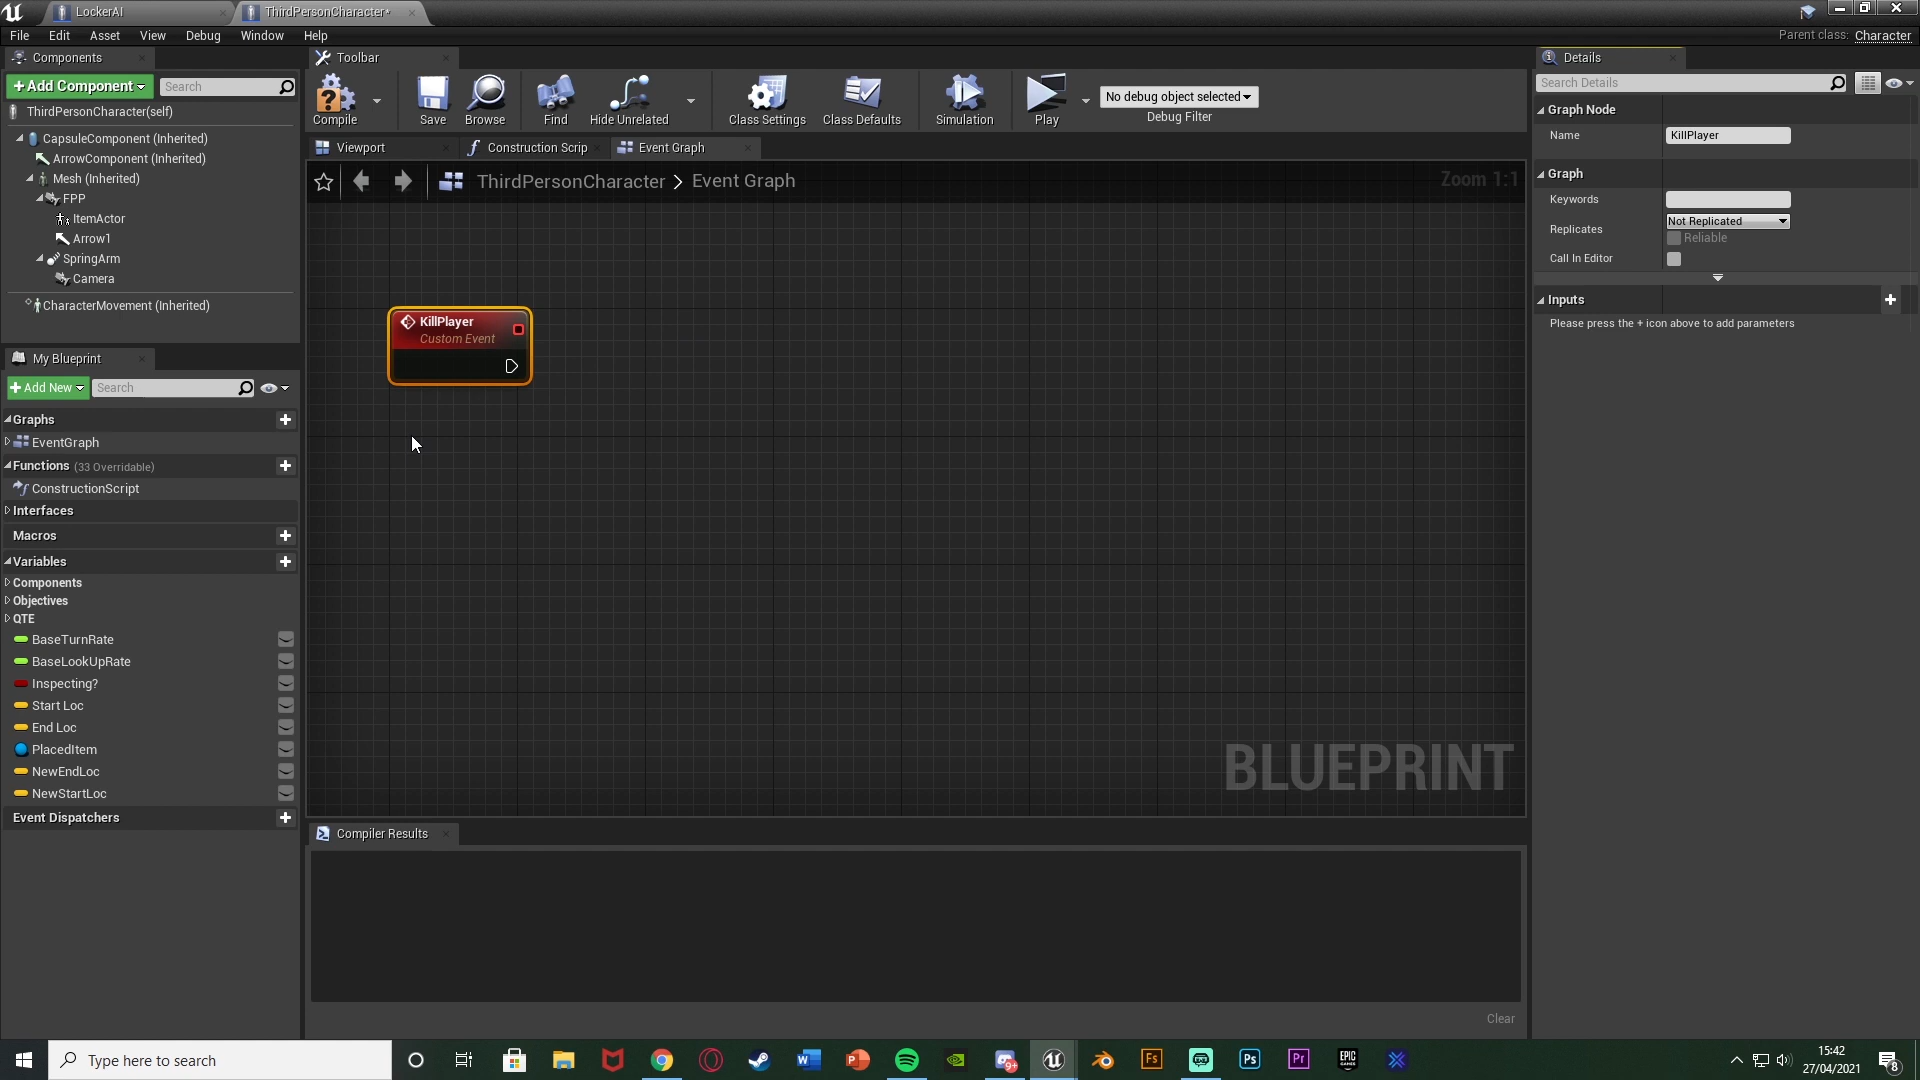 LockerAI
ThirdPersonCharacter*
File Edit Asset View Debug Window Help
Parent class: Character
Components
Toolbar
Details
+Add Component
Search
Search Details
ThirdPersonCharacter(self)
Compile
Save
Browse
Find
Hide Unrelated
Class Settings
Class Defaults
Simulation
Play
No debug object selected
Debug Filter
Graph Node
Name
KillPlayer
CapsuleComponent (Inherited)
ArrowComponent (Inherited)
Mesh (Inherited)
FPP
ItemActor
Arrow1
SpringArm
Camera
CharacterMovement (Inherited)
Viewport
Construction Scrip
Event Graph
ThirdPersonCharacter > Event Graph
Zoom 1:1
Graph
Keywords
Replicates
Not Replicated
Reliable
Call In Editor
Inputs
Please press the + icon above to add parameters
KillPlayer
Custom Event
My Blueprint
+Add New
Search
Graphs
EventGraph
Functions (33 Overridable)
ConstructionScript
Interfaces
Macros
Variables
Components
Objectives
QTE
BaseTurnRate
BaseLookUpRate
Inspecting?
Start Loc
End Loc
PlacedItem
NewEndLoc
NewStartLoc
Event Dispatchers
BLUEPRINT
Compiler Results
Clear
Type here to search
15:42
27/04/2021